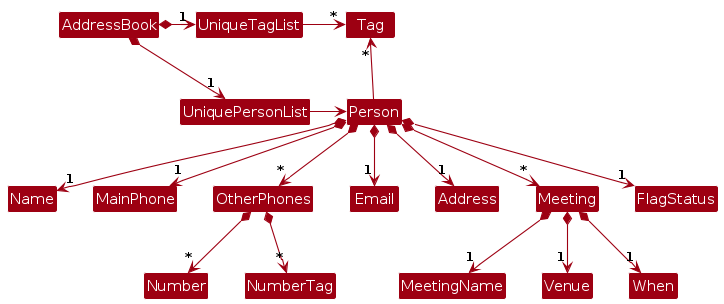 AddressBook 1 UniqueTagList * Tag
*
1
UniquePersonList Person
1 1 * 1 1 * 1
Name MainPhone OtherPhones Email Address Meeting FlagStatus
* * 1 1 1
Number NumberTag MeetingName Venue When